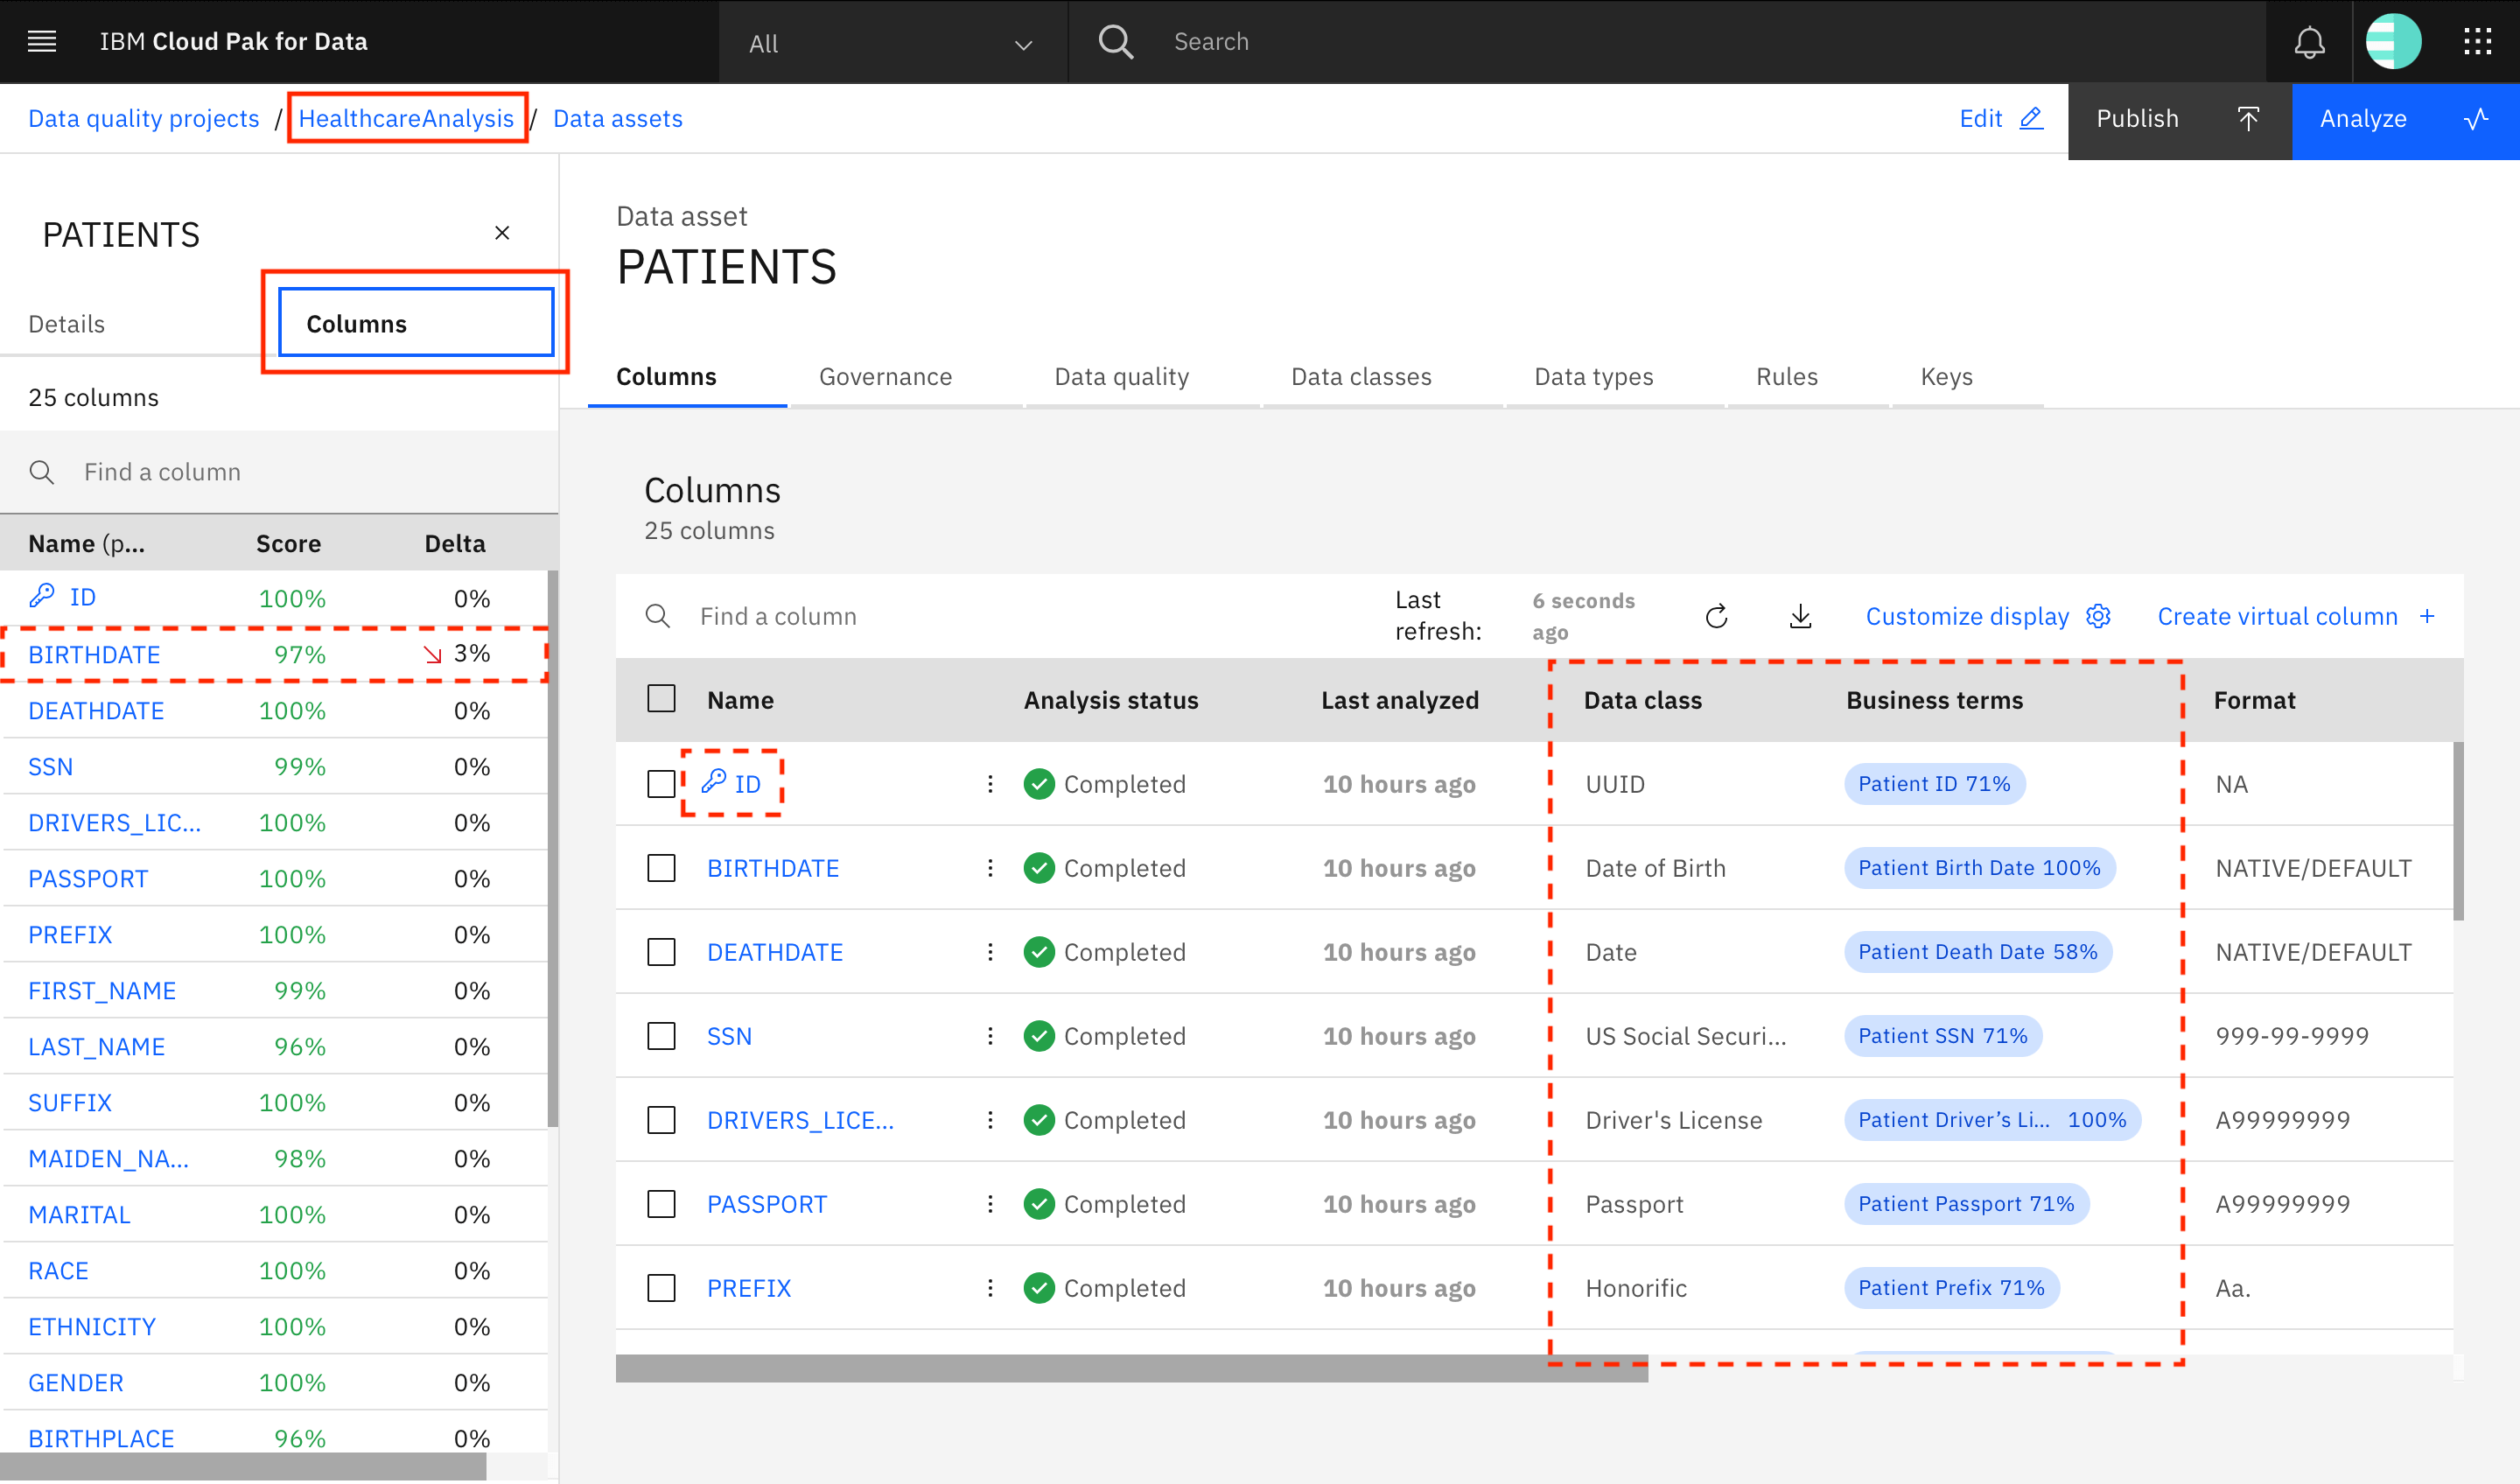 IBM Cloud Pak for Data
All
Search
Data quality projects / HealthcareAnalysis / Data assets
Edit
Publish
Analyze
PATIENTS
Details
Columns
25 columns
Find a column
Name (p... Score Delta
ID 100% 0%
BIRTHDATE 97% 3%
DEATHDATE 100% 0%
SSN 99% 0%
DRIVERS_LIC... 100% 0%
PASSPORT 100% 0%
PREFIX 100% 0%
FIRST_NAME 99% 0%
LAST_NAME 96% 0%
SUFFIX 100% 0%
MAIDEN_NA... 98% 0%
MARITAL 100% 0%
RACE 100% 0%
ETHNICITY 100% 0%
GENDER 100% 0%
BIRTHPLACE 96% 0%
Data asset
PATIENTS
Columns Governance Data quality Data classes Data types Rules Keys
Columns
25 columns
Find a column
Last
refresh:
6 seconds
ago
Customize display
Create virtual column +
Name Analysis status Last analyzed Data class Business terms Format
ID Completed 10 hours ago UUID Patient ID 71% NA
BIRTHDATE Completed 10 hours ago Date of Birth Patient Birth Date 100% NATIVE/DEFAULT
DEATHDATE Completed 10 hours ago Date Patient Death Date 58% NATIVE/DEFAULT
SSN Completed 10 hours ago US Social Securi... Patient SSN 71% 999-99-9999
DRIVERS_LICE... Completed 10 hours ago Driver's License Patient Driver’s Li... 100% A99999999
PASSPORT Completed 10 hours ago Passport Patient Passport 71% A99999999
PREFIX Completed 10 hours ago Honorific Patient Prefix 71% Aa.